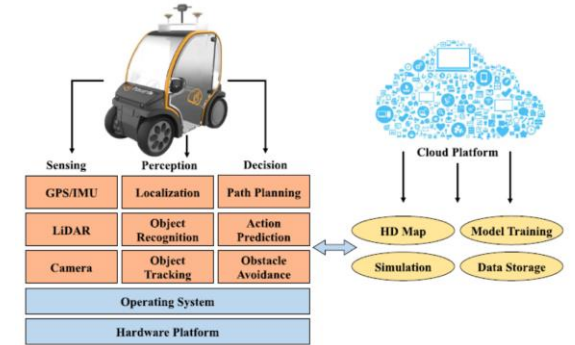 Sensing
Perception
Decision
GPS/IMU
Localization
Path Planning
LiDAR
Object
Recognition
Action
Prediction
Camera
Object
Tracking
Obstacle
Avoidance
Operating System
Hardware Platform
Cloud Platform
HD Map
Model Training
Simulation
Data Storage